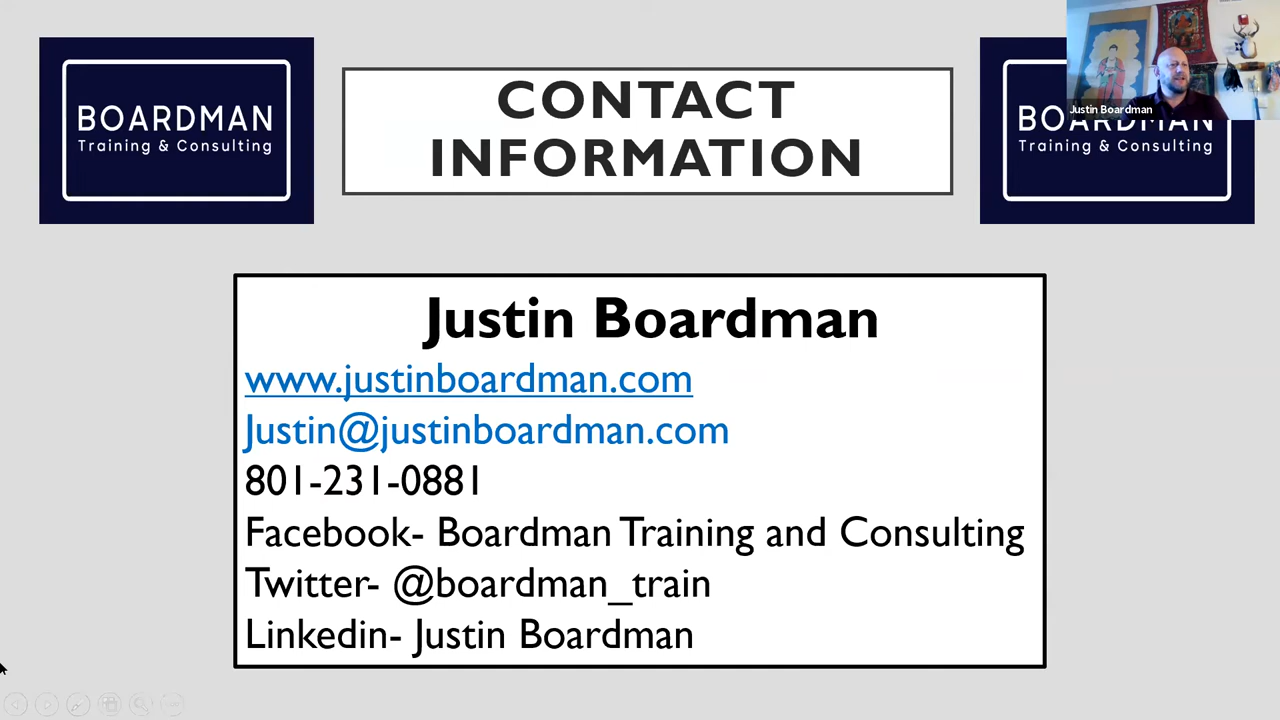 BOARDMAN
Training & Consulting
CONTACT
INFORMATION
Justin Boardman
BOARDMAN
Training & Consulting
Justin Boardman
www.justinboardman.com
Justin@justinboardman.com
801-231-0881
Facebook- Boardman Training and Consulting
Twitter- @boardman_train
Linkedin- Justin Boardman